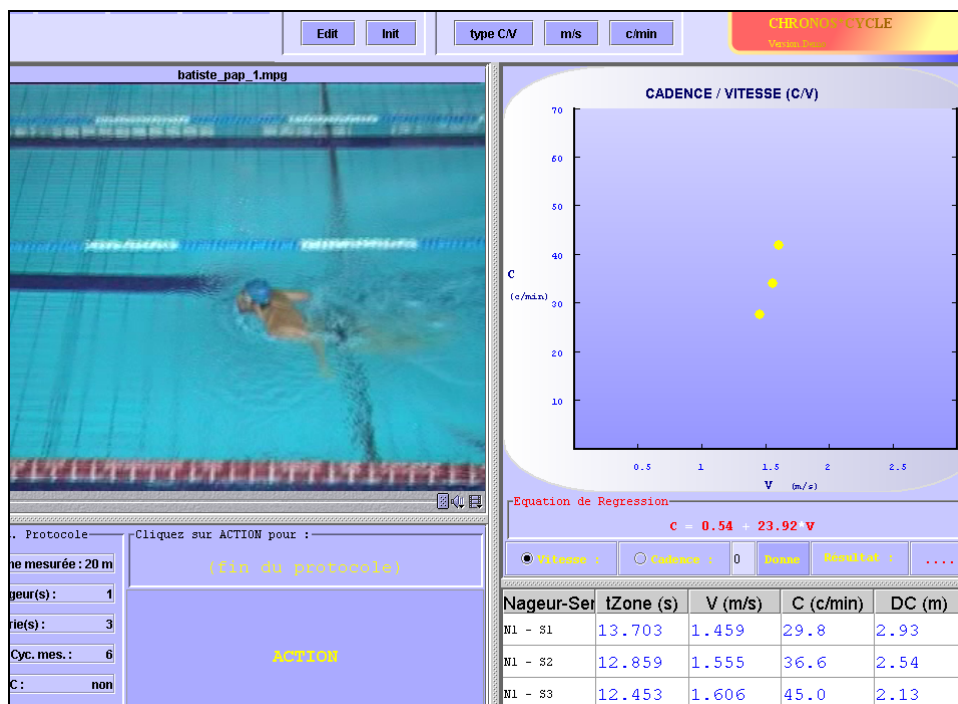 Edit Init type C/V m/s c/min
CHRONOS*CYCLE
Version Demo
batiste_pap_1.mpg
CADENCE / VITESSE (C/V)
70
60
50
40
C
(c/min)
30
20
10
0.5 1 1.5 2 2.5
V (m/s)
Equation de Regression
C = 0.54 + 23.92*V
Vitesse : Cadence : 0 Donne Résultat : ....
. Protocole
ne mesurée : 20 m
geur(s) : 1
rie(s) : 3
Cyc. mes. : 6
C : non
Cliquez sur ACTION pour :
(fin du protocole)
ACTION
Nageur-Ser tZone (s) V (m/s) C (c/min) DC (m)
N1 - S1 13.703 1.459 29.8 2.93
N1 - S2 12.859 1.555 36.6 2.54
N1 - S3 12.453 1.606 45.0 2.13